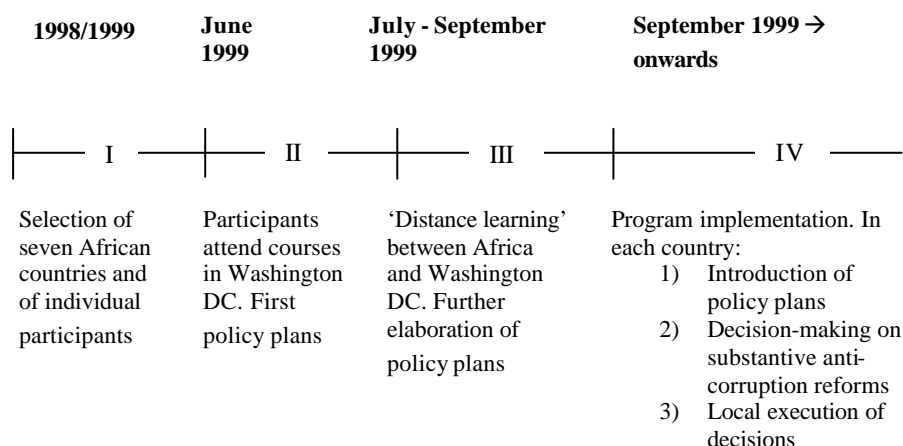 1998/1999
June
1999
July - September
1999
September 1999 →
onwards
I
II
III
IV
Selection of
seven African
countries and
of individual
participants
Participants
attend courses
in Washington
DC. First
policy plans
‘Distance learning’
between Africa
and Washington
DC. Further
elaboration of
policy plans
Program implementation. In
each country:
1) Introduction of
policy plans
2) Decision-making on
substantive anti-
corruption reforms
3) Local execution of
decisions